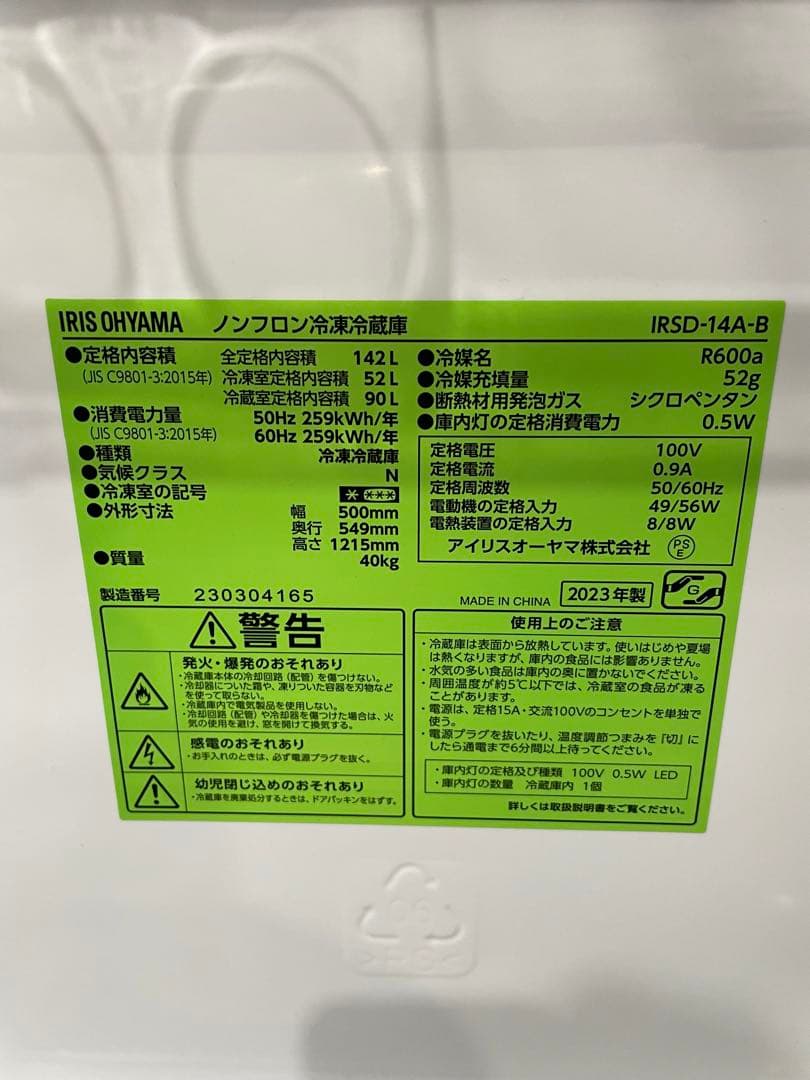 IRIS OHYAMA ノンフロン冷凍冷蔵庫 IRSD-14A-B
●定格内容積 全定格内容積 142L
(JIS C9801-3:2015年) 冷凍室定格内容積 52L
冷蔵室定格内容積 90L
●消費電力量 50Hz 259kWh/年
(JIS C9801-3:2015年) 60Hz 259kWh/年
●種類 冷凍冷蔵庫
●気候クラス N
●冷凍室の記号
●外形寸法 幅 500mm
奥行 549mm
高さ 1215mm
●質量 40kg
●冷媒名 R600a
●冷媒充填量 52g
●断熱材用発泡ガス シクロペンタン
●庫内灯の定格消費電力 0.5W
定格電圧 100V
定格電流 0.9A
定格周波数 50/60Hz
電動機の定格入力 49/56W
電熱装置の定格入力 8/8W
アイリスオーヤマ株式会社 PSE
製造番号 230304165
MADE IN CHINA 2023年製 G
警告
発火・爆発のおそれあり
・冷蔵庫本体の冷却回路(配管)を傷つけない。
・冷却器についた霜や、凍りついた容器を刃物など
を使って取らない。
・冷蔵庫内で電気製品を使用しない。
・冷却回路(配管)や冷却器を傷つけた場合は、火
気の使用を避け、窓を開けて換気する。
感電のおそれあり
・お手入れのときは、必ず電源プラグを抜く。
幼児閉じ込めのおそれあり
・冷蔵庫を廃棄処分するときは、ドアパッキンをはずす。
使用上のご注意
・冷蔵庫は表面から放熱しています。使いはじめや夏場
は熱くなりますが、庫内の食品には影響ありません。
・水気の多い食品は庫内の奥に置かないでください。
・周囲温度が約5℃以下では、冷蔵室の食品が凍る
ことがあります。
・電源は、定格15A・交流100Vのコンセントを単独で
使う。
・電源プラグを抜いたり、温度調節つまみを「切」に
したら通電まで6分間以上待ってください。
・庫内灯の定格及び種類 100V 0.5W LED
・庫内灯の数量 冷蔵庫内 1個
詳しくは取扱説明書をご覧ください。
06